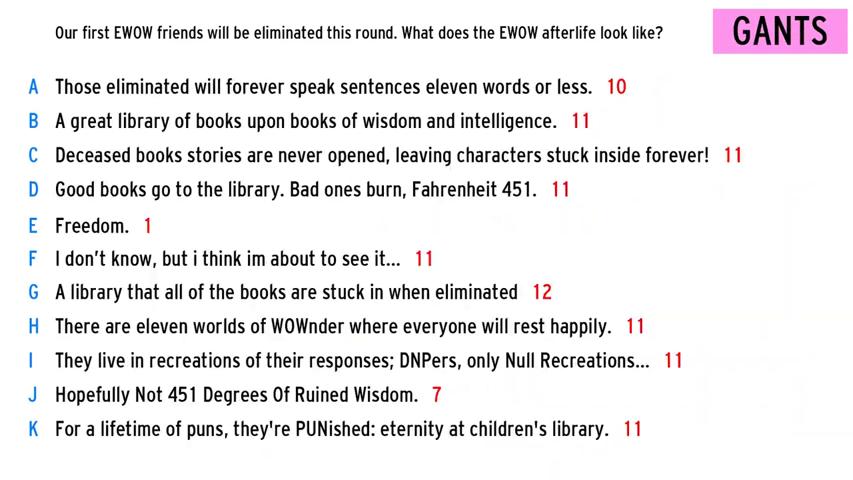 Our first EWOW friends will be eliminated this round. What does the EWOW afterlife look like?
GANTS
A Those eliminated will forever speak sentences eleven words or less. 10
B A great library of books upon books of wisdom and intelligence. 11
C Deceased books stories are never opened, leaving characters stuck inside forever! 11
D Good books go to the library. Bad ones burn, Fahrenheit 451. 11
E Freedom. 1
F I don't know, but i think im about to see it... 11
G A library that all of the books are stuck in when eliminated 12
H There are eleven worlds of WOWnder where everyone will rest happily. 11
I They live in recreations of their responses; DNPers, only Null Recreations... 11
J Hopefully Not 451 Degrees Of Ruined Wisdom. 7
K For a lifetime of puns, they're PUNished: eternity at children's library. 11